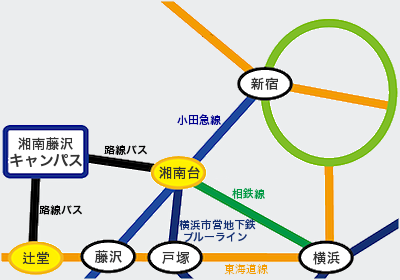 新宿
小田急線
湘南藤沢
キャンパス
路線バス
湘南台
相鉄線
路線バス
横浜市営地下鉄
ブルーライン
辻堂
藤沢
戸塚
横浜
東海道線